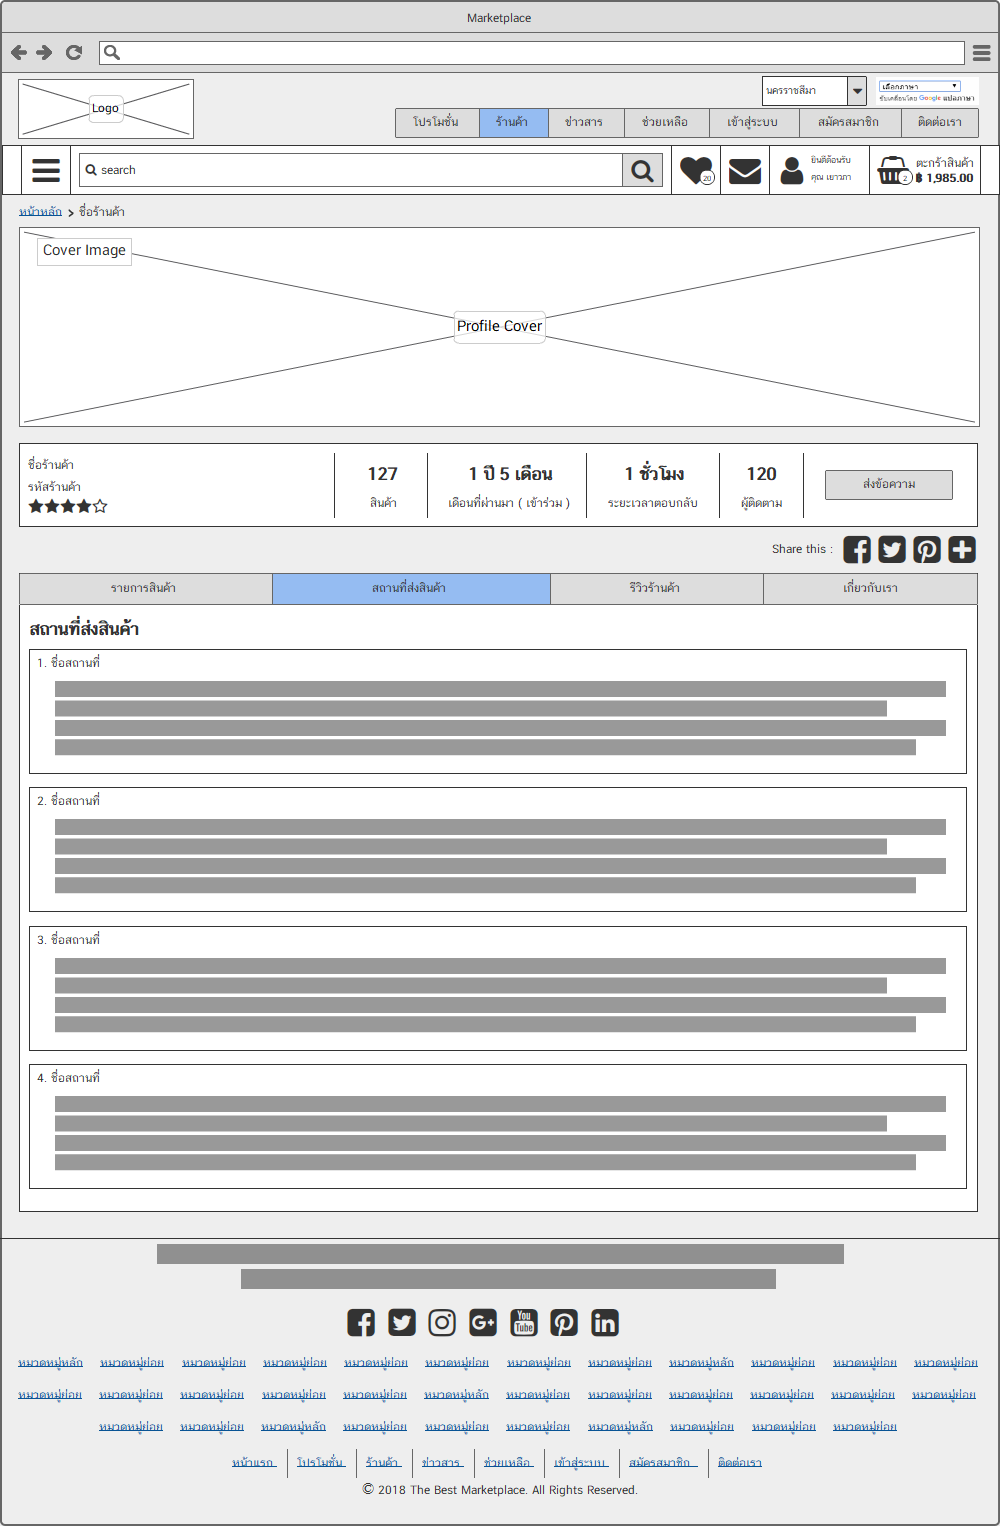 Marketplace
Logo
นครราชสีมา
เลือกภาษา
ขับเคลื่อนโดย Google แปลภาษา
โปรโมชั่น ร้านค้า ข่าวสาร ช่วยเหลือ เข้าสู่ระบบ สมัครสมาชิก ติดต่อเรา
search
20
ยินดีต้อนรับ
คุณ เยาวภา
2
ตะกร้าสินค้า
฿ 1,985.00
หน้าหลัก > ชื่อร้านค้า
Cover Image
Profile Cover
ชื่อร้านค้า
รหัสร้านค้า
127
สินค้า
1 ปี 5 เดือน
เดือนที่ผ่านมา ( เข้าร่วม )
1 ชั่วโมง
ระยะเวลาตอบกลับ
120
ผู้ติดตาม
ส่งข้อความ
Share this :
รายการสินค้า สถานที่ส่งสินค้า รีวิวร้านค้า เกี่ยวกับเรา
สถานที่ส่งสินค้า
1. ชื่อสถานที่
2. ชื่อสถานที่
3. ชื่อสถานที่
4. ชื่อสถานที่
You Tube
หมวดหมู่หลัก หมวดหมู่ย่อย หมวดหมู่ย่อย หมวดหมู่ย่อย หมวดหมู่ย่อย หมวดหมู่ย่อย หมวดหมู่ย่อย หมวดหมู่ย่อย หมวดหมู่หลัก หมวดหมู่ย่อย หมวดหมู่ย่อย หมวดหมู่ย่อย
หมวดหมู่ย่อย หมวดหมู่ย่อย หมวดหมู่ย่อย หมวดหมู่ย่อย หมวดหมู่ย่อย หมวดหมู่หลัก หมวดหมู่ย่อย หมวดหมู่ย่อย หมวดหมู่ย่อย หมวดหมู่ย่อย หมวดหมู่ย่อย หมวดหมู่ย่อย
หมวดหมู่ย่อย หมวดหมู่ย่อย หมวดหมู่หลัก หมวดหมู่ย่อย หมวดหมู่ย่อย หมวดหมู่ย่อย หมวดหมู่หลัก หมวดหมู่ย่อย หมวดหมู่ย่อย หมวดหมู่ย่อย
หน้าแรก โปรโมชั่น ร้านค้า ข่าวสาร ช่วยเหลือ เข้าสู่ระบบ สมัครสมาชิก ติดต่อเรา
© 2018 The Best Marketplace. All Rights Reserved.